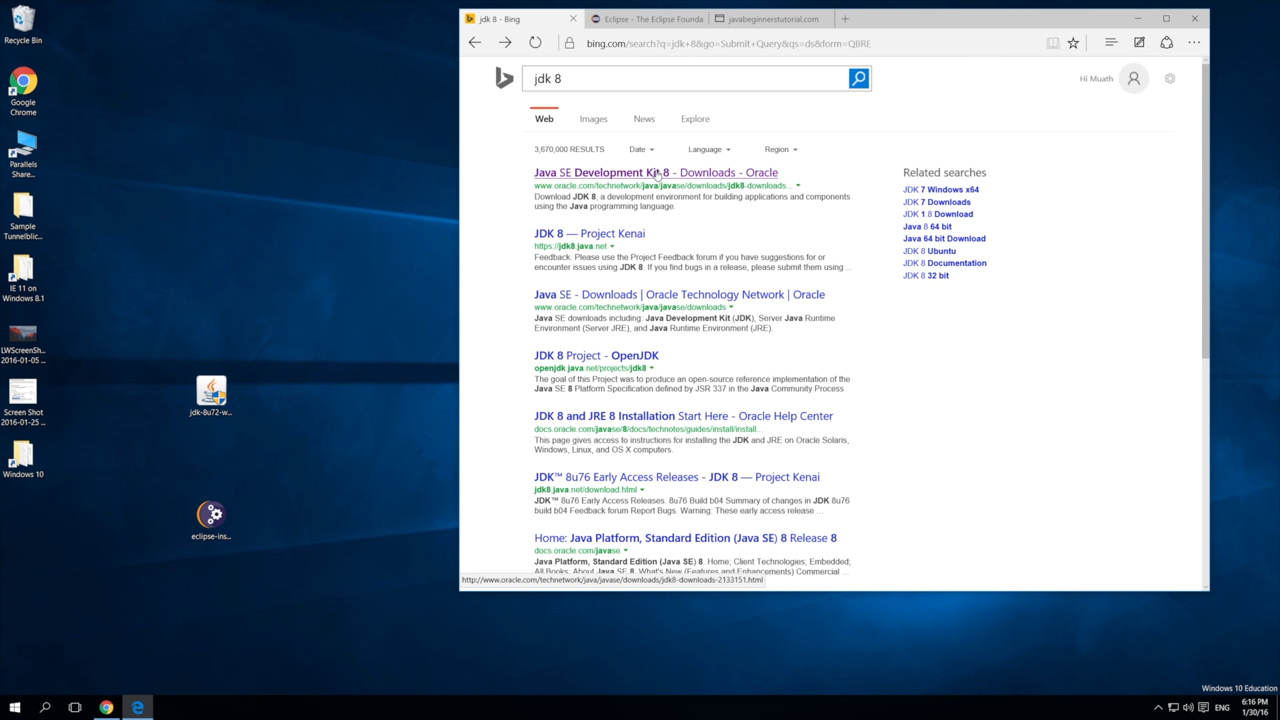 Recycle Bin
Google
Chrome
Parallels
Share...
Sample
Tunnelblic...
IE 11 on
Windows 8.1
LWScreenSh...
2016-01-05 ...
Screen Shot
2016-01-25 ...
Windows 10
jdk-8u72-w...
eclipse-ins...
jdk 8 - Bing
Eclipse - The Eclipse Founda
javabeginnerstutorial.com
bing.com/search?q=jdk+8&go=Submit+Query&qs=ds&form=QBRE
jdk 8
Hi Muath
Web Images News Explore
3,670,000 RESULTS Date Language Region
Java SE Development Kit 8 - Downloads - Oracle
www.oracle.com/technetwork/java/javase/downloads/jdk8-downloads...
Download JDK 8, a development environment for building applications and components
using the Java programming language.
JDK 8 — Project Kenai
https://jdk8.java.net
Feedback. Please use the Project Feedback forum if you have suggestions for or
encounter issues using JDK 8. If you find bugs in a release, please submit them using ...
Java SE - Downloads | Oracle Technology Network | Oracle
www.oracle.com/technetwork/java/javase/downloads
Java SE downloads including: Java Development Kit (JDK), Server Java Runtime
Environment (Server JRE), and Java Runtime Environment (JRE).
JDK 8 Project - OpenJDK
openjdk.java.net/projects/jdk8
The goal of this Project was to produce an open-source reference implementation of the
Java SE 8 Platform Specification defined by JSR 337 in the Java Community Process
JDK 8 and JRE 8 Installation Start Here - Oracle Help Center
docs.oracle.com/javase/8/docs/technotes/guides/install/install...
This page gives access to instructions for installing the JDK and JRE on Oracle Solaris,
Windows, Linux, and OS X computers.
JDK™ 8u76 Early Access Releases - JDK 8 — Project Kenai
jdk8.java.net/download.html
JDK™ 8u76 Early Access Releases. 8u76 Build b04 Summary of changes in JDK 8u76
build b04 Feedback forum Report Bugs. Warning: These early access release ...
Home: Java Platform, Standard Edition (Java SE) 8 Release 8
docs.oracle.com/javase
Java Platform, Standard Edition (Java SE) 8. Home; Client Technologies; Embedded;
All Books; About Java SE 8. What's New (Features and Enhancements) Commercial ...
http://www.oracle.com/technetwork/java/javase/downloads/jdk8-downloads-2133151.html
Related searches
JDK 7 Windows x64
JDK 7 Downloads
JDK 1.8 Download
Java 8 64 bit
Java 64 bit Download
JDK 8 Ubuntu
JDK 8 Documentation
JDK 8 32 bit
Windows 10 Education
ENG
6:16 PM
1/30/16